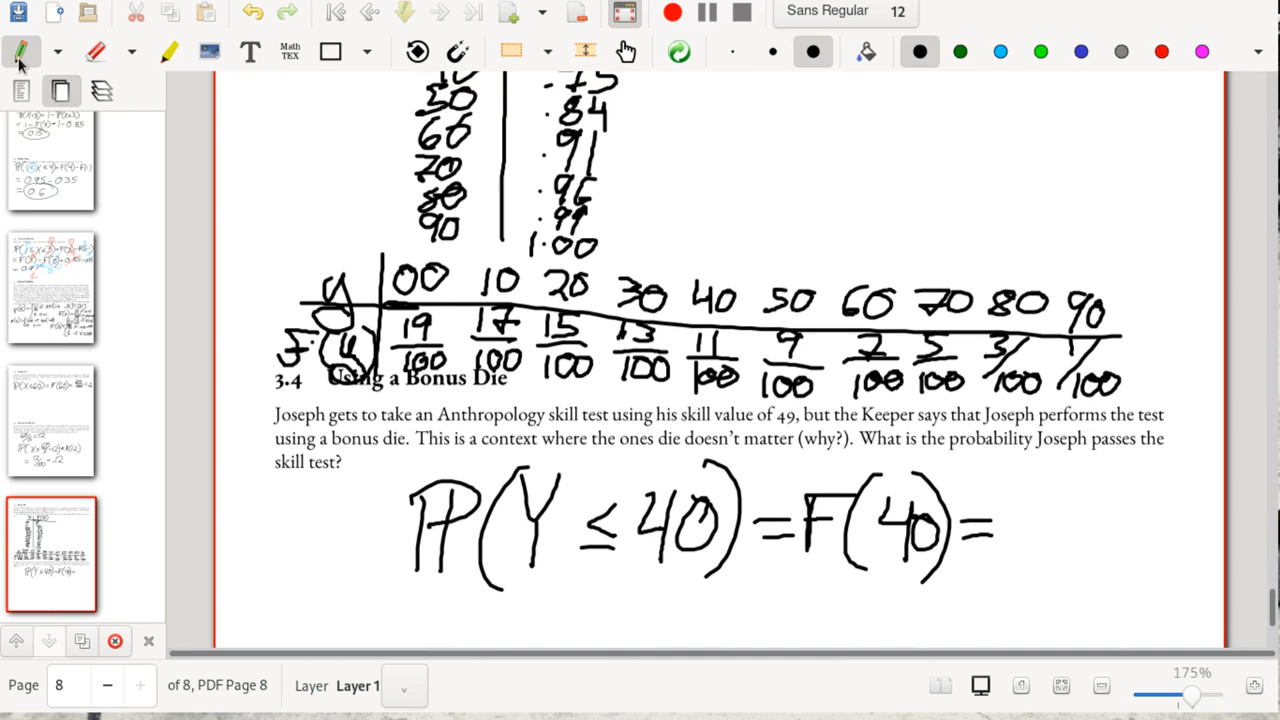 Sans Regular 12
T Math TEX
.75
50 .84
60 .91
70 .96
80 .99
90 1.00
y 00 10 20 30 40 50 60 70 80 90
f(y) 19/100 17/100 15/100 13/100 11/100 9/100 7/100 5/100 3/100 1/100
3.4 Using a Bonus Die
Joseph gets to take an Anthropology skill test using his skill value of 49, but the Keeper says that Joseph performs the test
using a bonus die. This is a context where the ones die doesn't matter (why?). What is the probability Joseph passes the
skill test?
P(Y ≤ 40) = F(40) =
Page 8 of 8, PDF Page 8 Layer Layer 1 175%